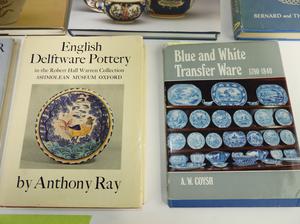 BERNARD and TH
English
Delftware Pottery
in the Robert Hall Warren Collection
ASHMOLEAN MUSEUM OXFORD
by Anthony Ray
Blue and White
Transfer Ware 1780-1840
A. W. COYSH